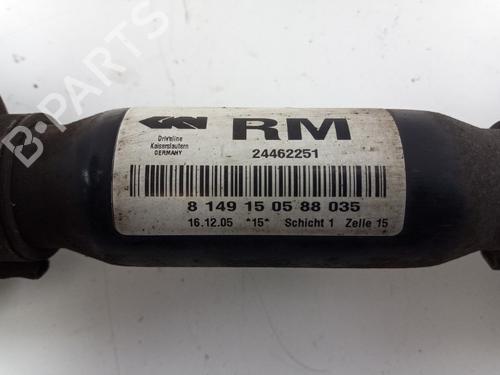 GKN
RM
Driveline
Kaiserslautern
GERMANY
24462251
8 149 15 05 88 035
16.12.05 *15* Schicht 1 Zelle 15
B-PARTS